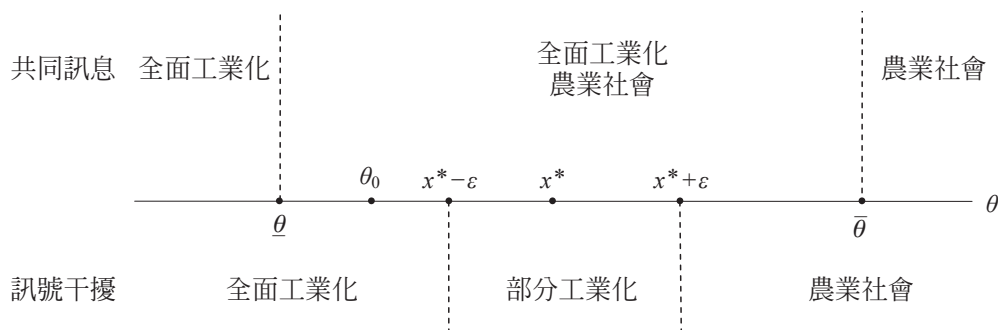 共同訊息 全面工業化 全面工業化 農業社會
農業社會
θ₀ x*−ε x* x*+ε
θ
θ̲ θ̅
訊號干擾 全面工業化 部分工業化 農業社會